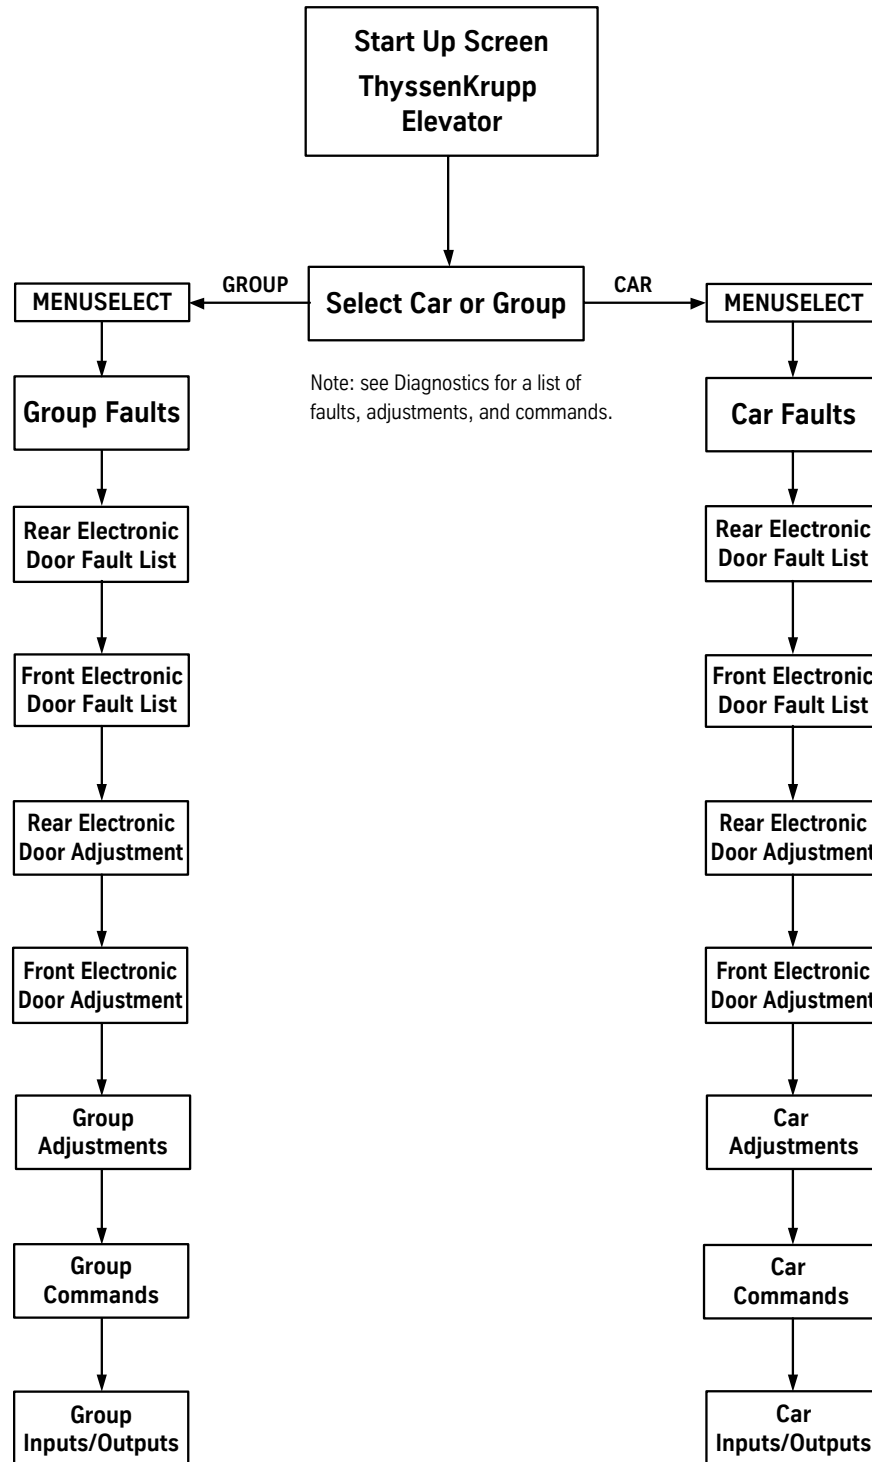 Start Up Screen
ThyssenKrupp
Elevator
GROUP
CAR
MENUSELECT
Select Car or Group
MENUSELECT
Note: see Diagnostics for a list of
faults, adjustments, and commands.
Group Faults
Rear Electronic
Door Fault List
Front Electronic
Door Fault List
Rear Electronic
Door Adjustment
Front Electronic
Door Adjustment
Group
Adjustments
Group
Commands
Group
Inputs/Outputs
Car Faults
Rear Electronic
Door Fault List
Front Electronic
Door Fault List
Rear Electronic
Door Adjustment
Front Electronic
Door Adjustment
Car
Adjustments
Car
Commands
Car
Inputs/Outputs